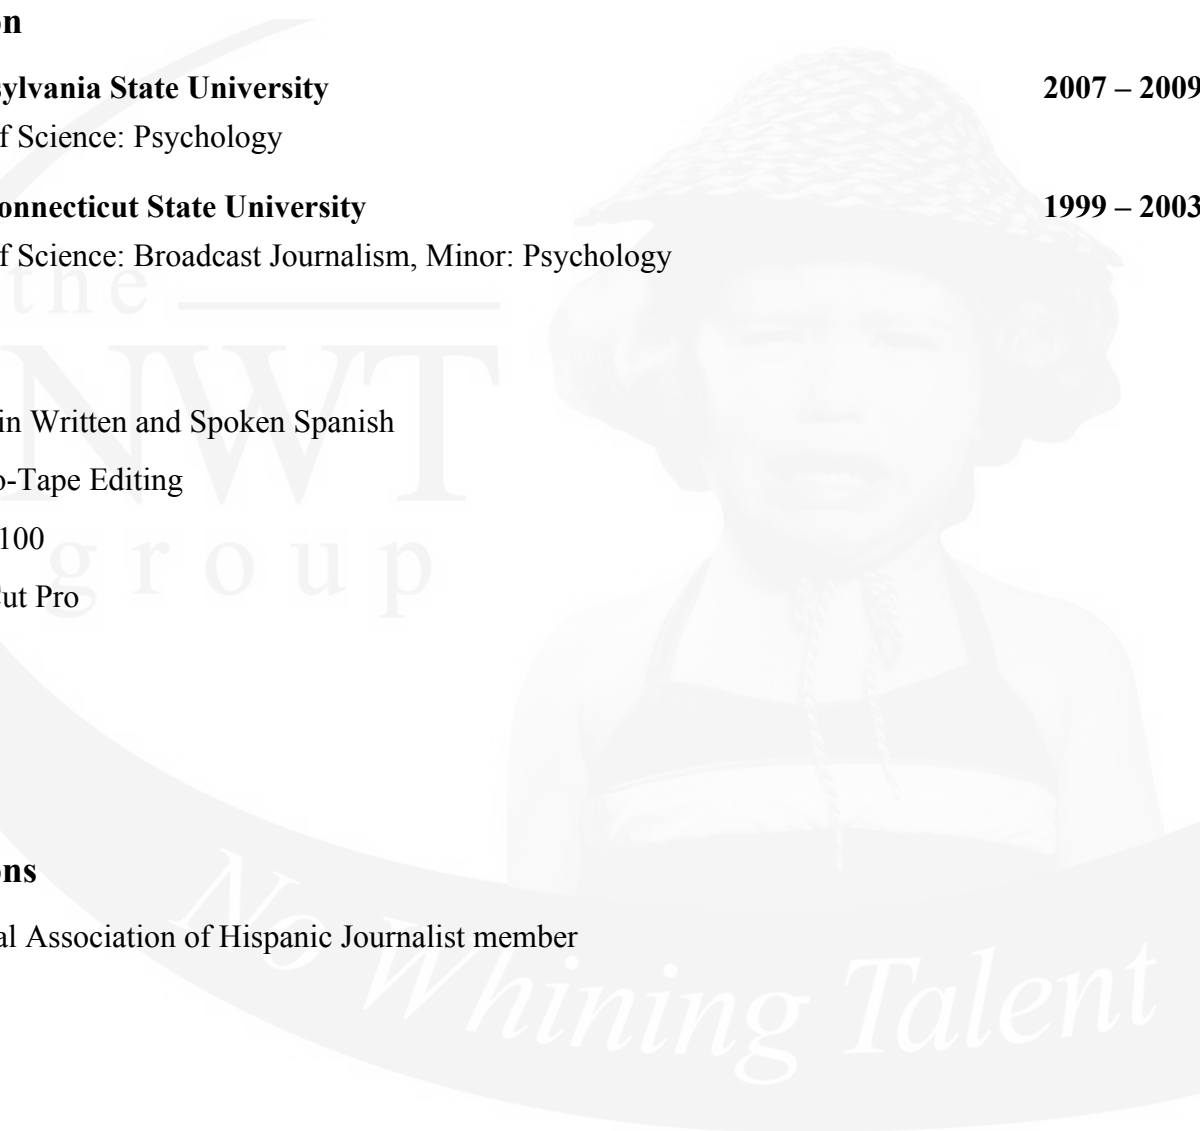 on
sylvania State University 2007 – 2009
f Science: Psychology
onnecticut State University 1999 – 2003
f Science: Broadcast Journalism, Minor: Psychology
the
NWT
in Written and Spoken Spanish
o-Tape Editing
100
group
Cut Pro
ons
al Association of Hispanic Journalist member
No Whining Talent